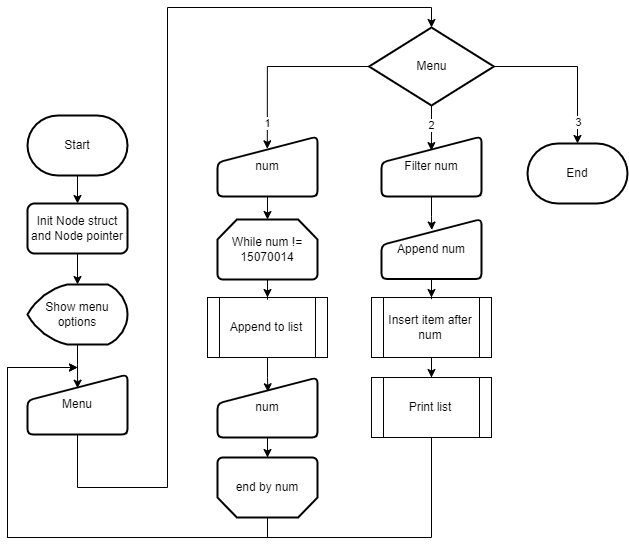 Start
Init Node struct
and Node pointer
Show menu
options
Menu
Menu
1
2
3
num
While num !=
15070014
Append to list
num
end by num
Filter num
Append num
Insert item after
num
Print list
End